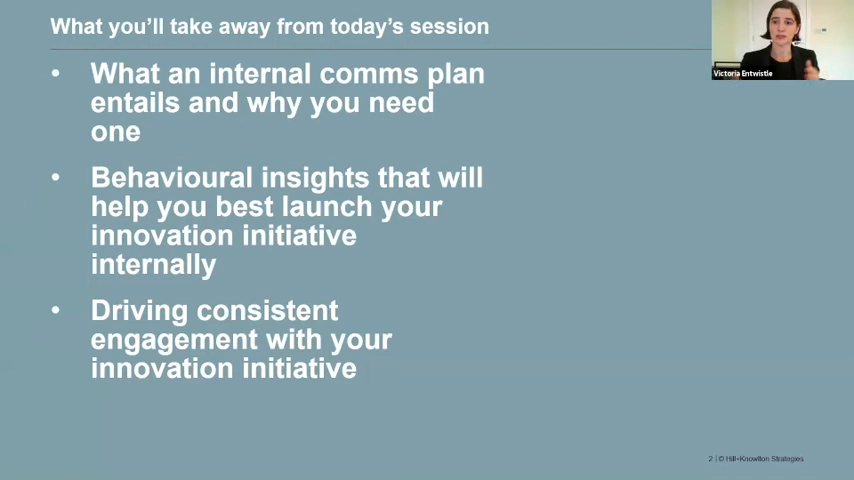 What you’ll take away from today’s session
Victoria Entwistle
• What an internal comms plan
entails and why you need
one
• Behavioural insights that will
help you best launch your
innovation initiative
internally
• Driving consistent
engagement with your
innovation initiative
2 | © Hill+Knowlton Strategies